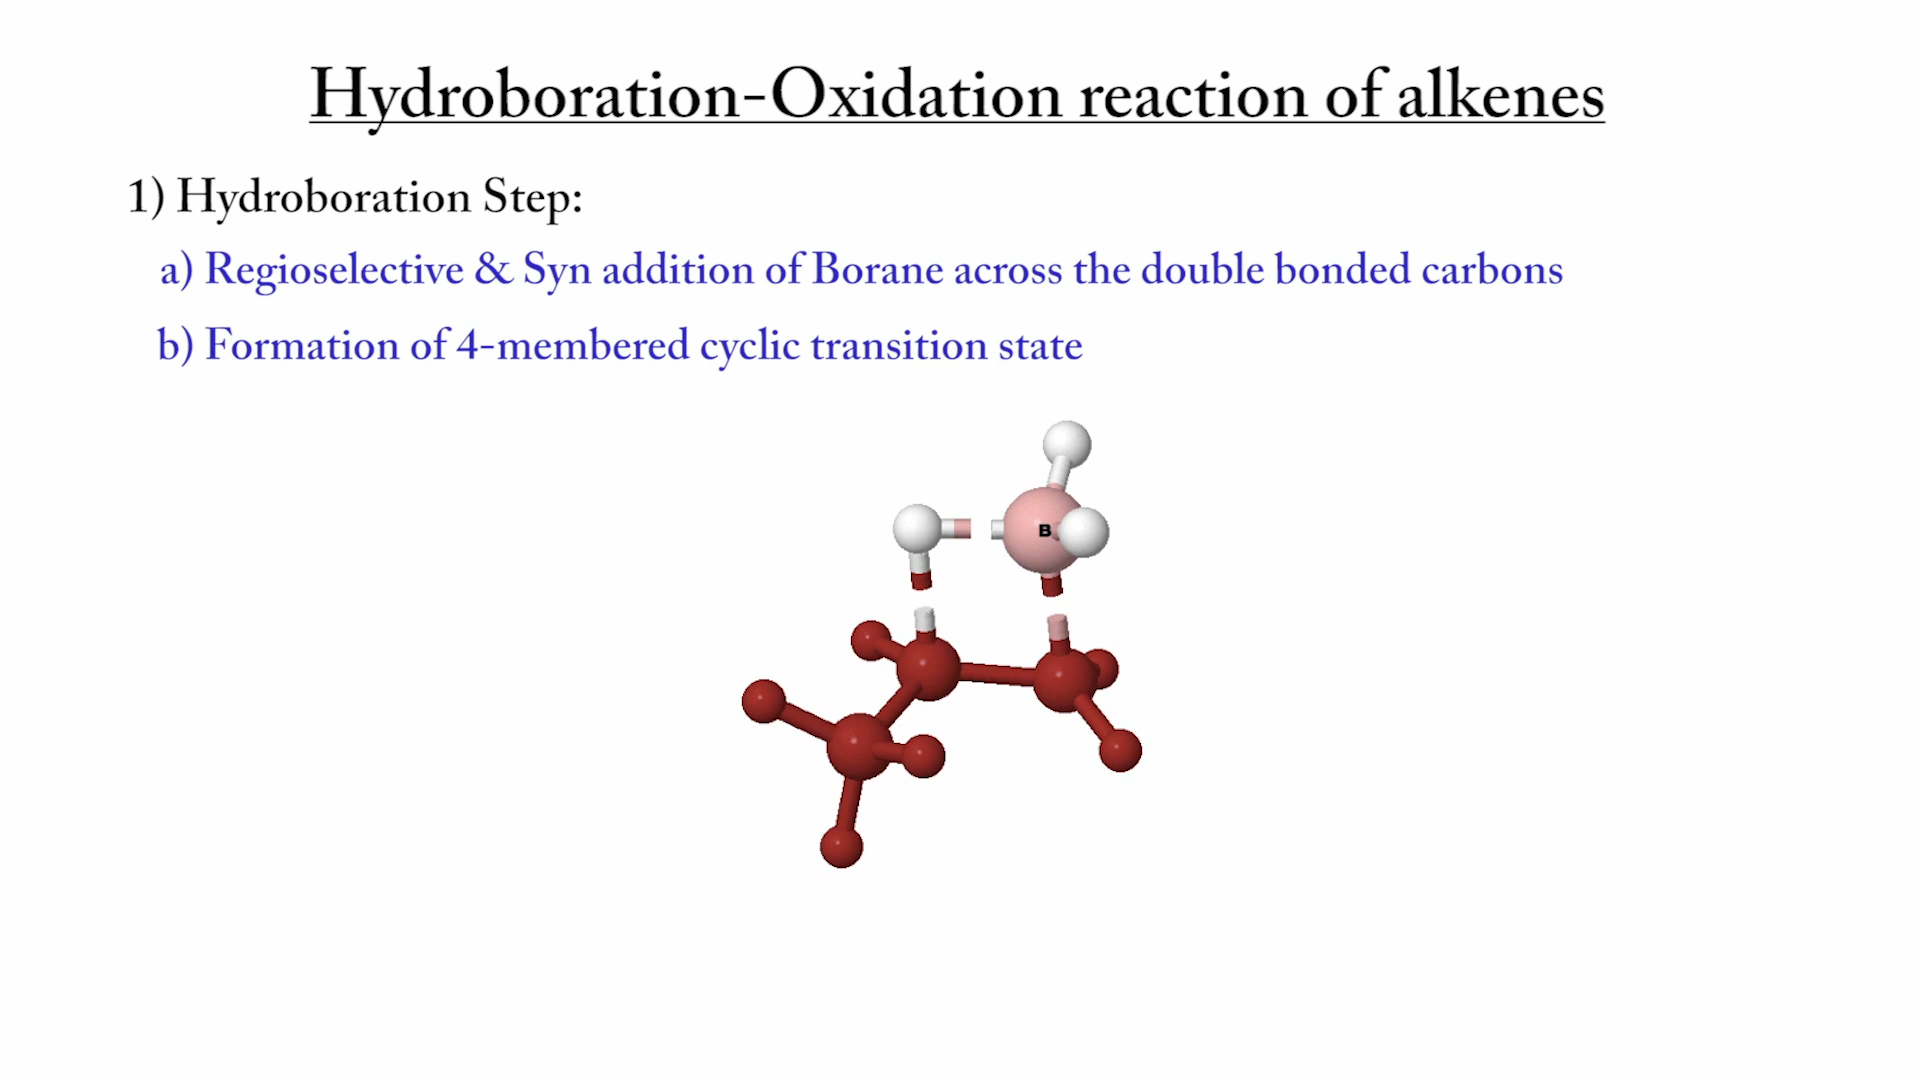 Hydroboration-Oxidation reaction of alkenes
1) Hydroboration Step:
a) Regioselective & Syn addition of Borane across the double bonded carbons
b) Formation of 4-membered cyclic transition state
B